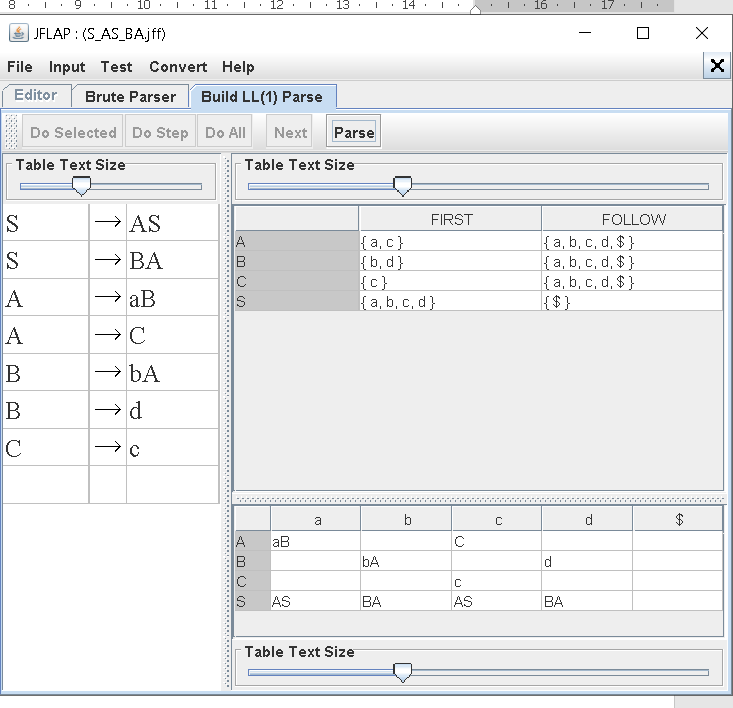 8 · ı · 9 · ı · 10 · ı · 11 · ı · 12 · ı · 13 · ı · 14 · ı · ı · 16 · ı · 17 · ı
JFLAP : (S_AS_BA.jff)
File Input Test Convert Help
Editor Brute Parser Build LL(1) Parse
Do Selected Do Step Do All Next Parse
Table Text Size
S → AS
S → BA
A → aB
A → C
B → bA
B → d
C → c
Table Text Size
FIRST FOLLOW
A { a, c } { a, b, c, d, $ }
B { b, d } { a, b, c, d, $ }
C { c } { a, b, c, d, $ }
S { a, b, c, d } { $ }
a b c d $
A aB C
B bA d
C c
S AS BA AS BA
Table Text Size